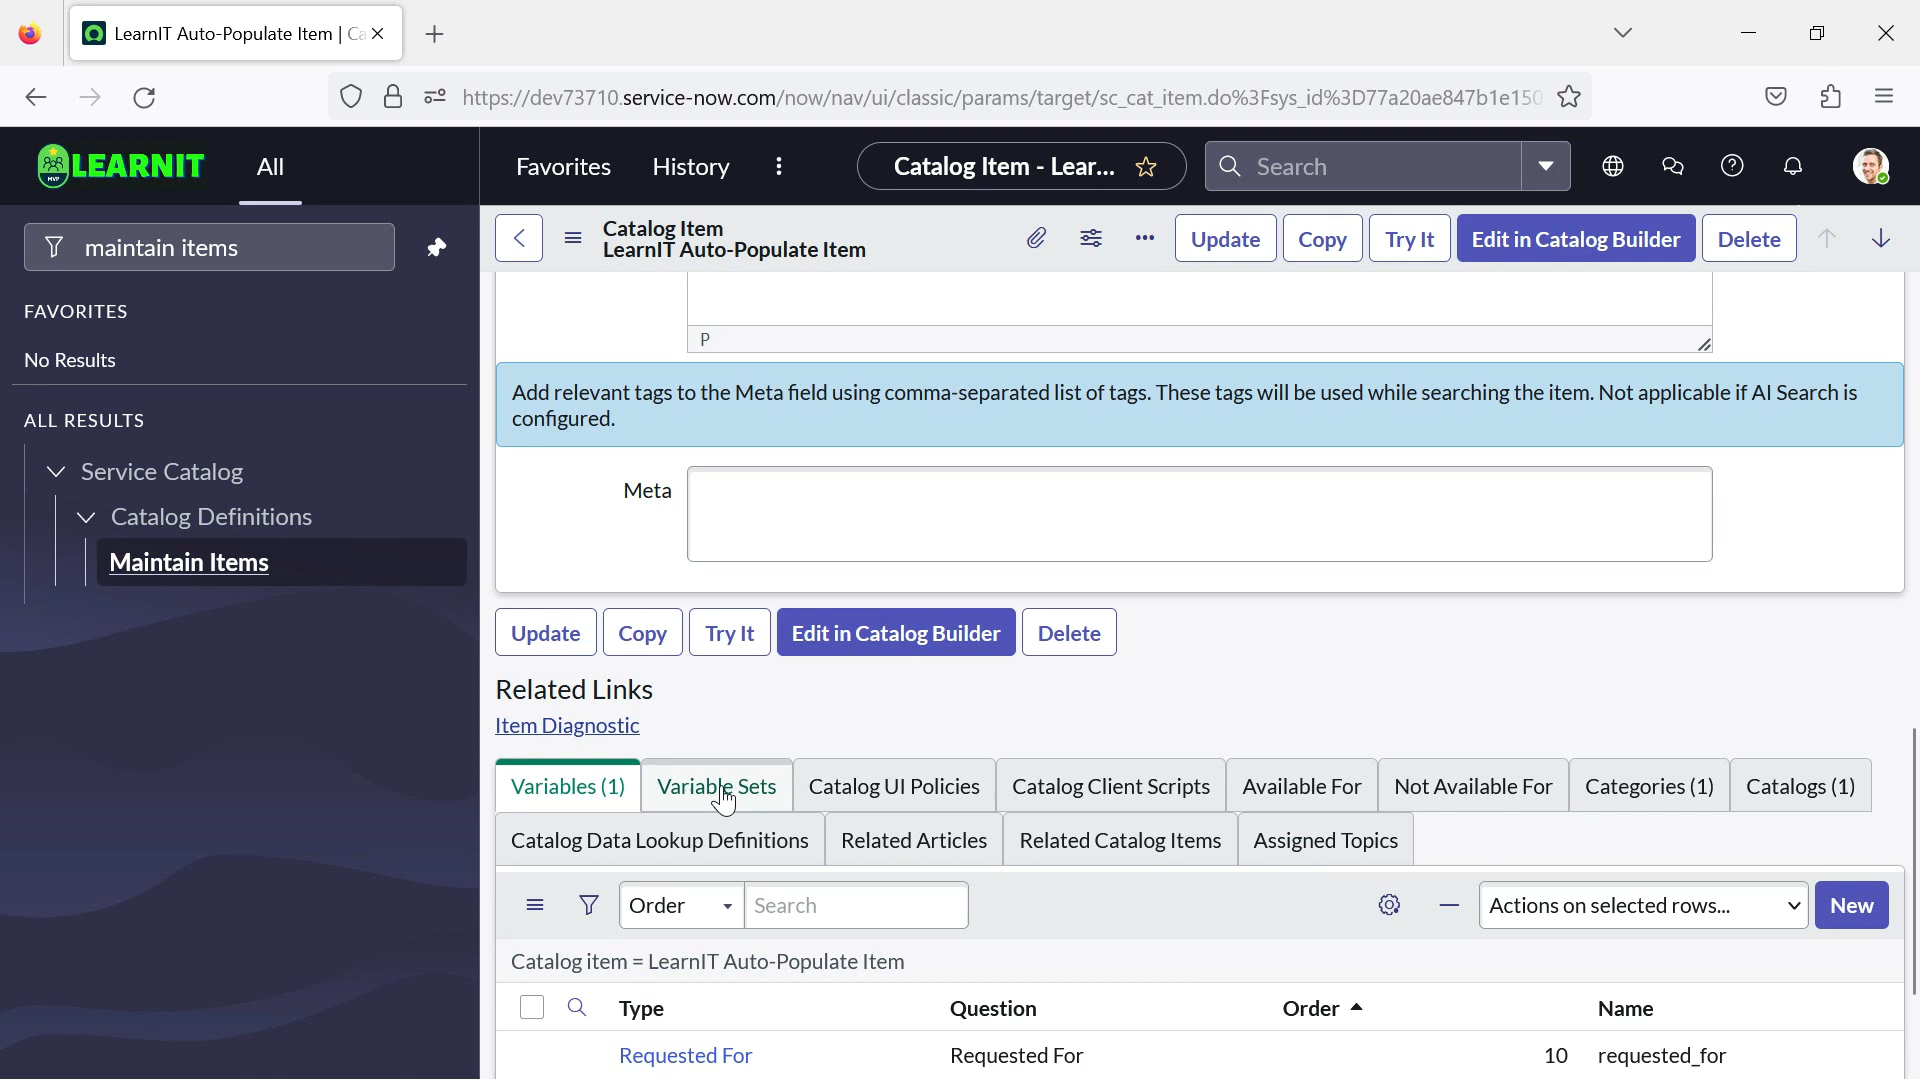 LearnIT Auto-Populate Item | Ca
https://dev73710.service-now.com/now/nav/ui/classic/params/target/sc_cat_item.do%3Fsys_id%3D77a20ae847b1e150
LEARNIT
MVP
All
Favorites
History
Catalog Item - Lear...
Search
maintain items
FAVORITES
No Results
ALL RESULTS
Service Catalog
Catalog Definitions
Maintain Items
Catalog Item
LearnIT Auto-Populate Item
Update
Copy
Try It
Edit in Catalog Builder
Delete
P
Add relevant tags to the Meta field using comma-separated list of tags. These tags will be used while searching the item. Not applicable if AI Search is
configured.
Meta
Update
Copy
Try It
Edit in Catalog Builder
Delete
Related Links
Item Diagnostic
Variables (1)
Variable Sets
Catalog UI Policies
Catalog Client Scripts
Available For
Not Available For
Categories (1)
Catalogs (1)
Catalog Data Lookup Definitions
Related Articles
Related Catalog Items
Assigned Topics
Order
Search
Actions on selected rows...
New
Catalog item = LearnIT Auto-Populate Item
Type Question Order Name
Requested For Requested For 10 requested_for